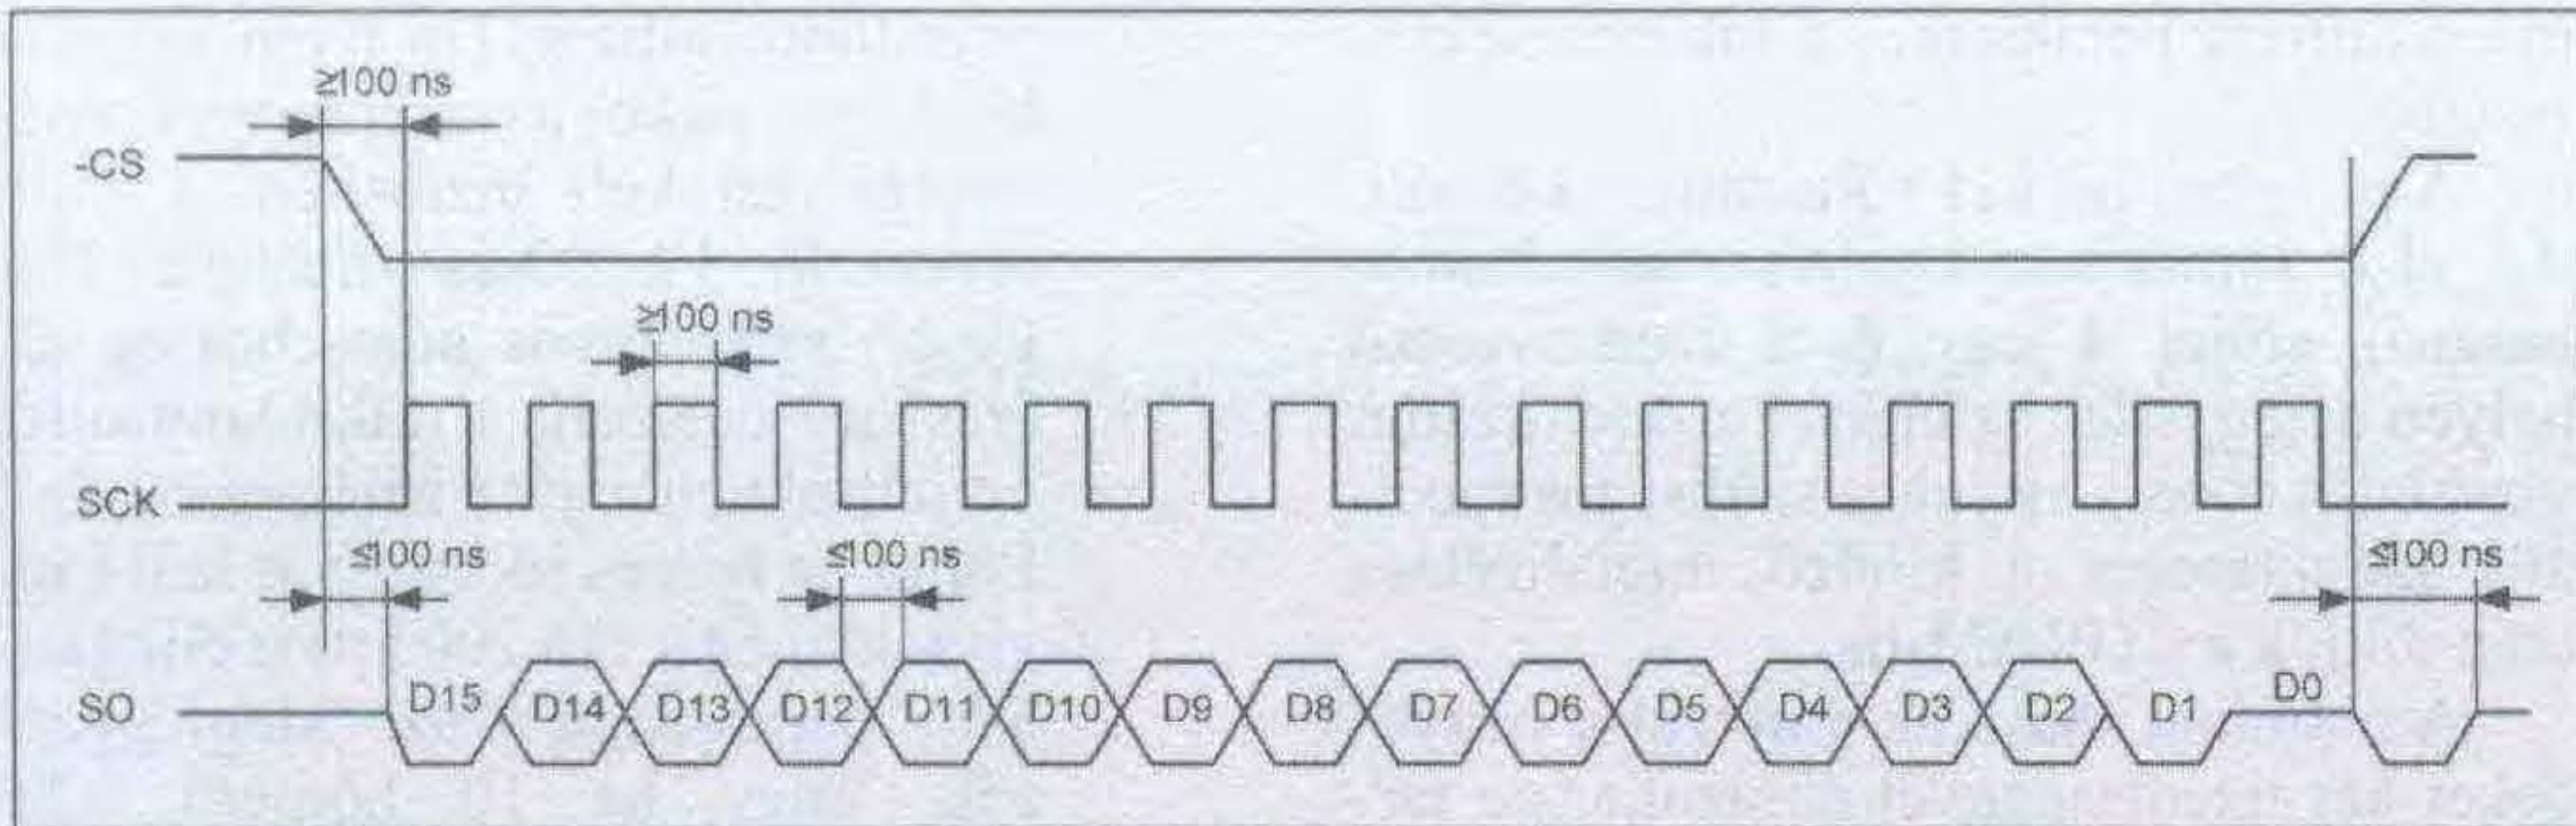 ≥100 ns
-CS
≥100 ns
SCK
≤100 ns ≤100 ns ≤100 ns
SO D15 D14 D13 D12 D11 D10 D9 D8 D7 D6 D5 D4 D3 D2 D1 D0